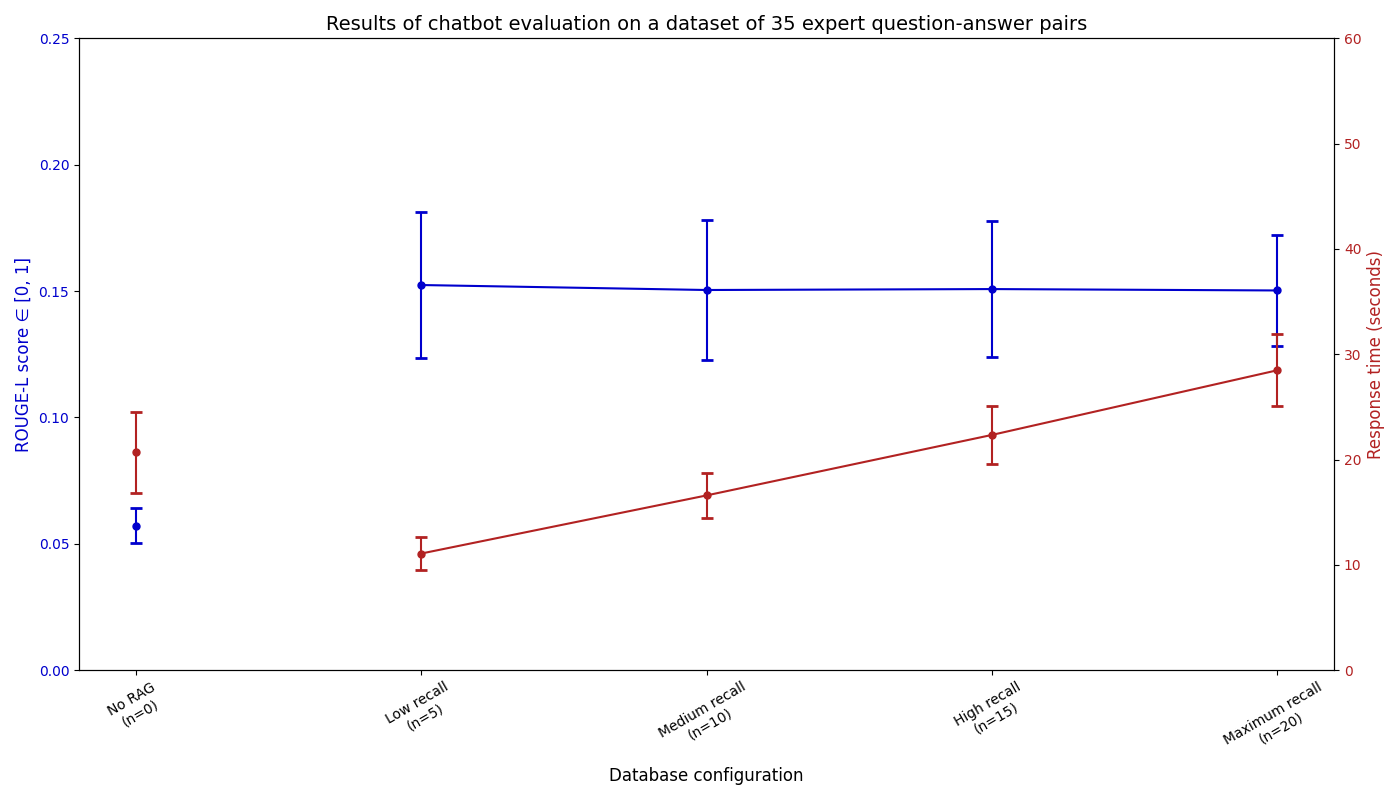 Results of chatbot evaluation on a dataset of 35 expert question-answer pairs
ROUGE-L score ∈ [0, 1]
0.25
0.20
0.15
0.10
0.05
0.00
60
50
40
30
20
10
0
Response time (seconds)
No RAG
(n=0)
Low recall
(n=5)
Medium recall
(n=10)
High recall
(n=15)
Maximum recall
(n=20)
Database configuration